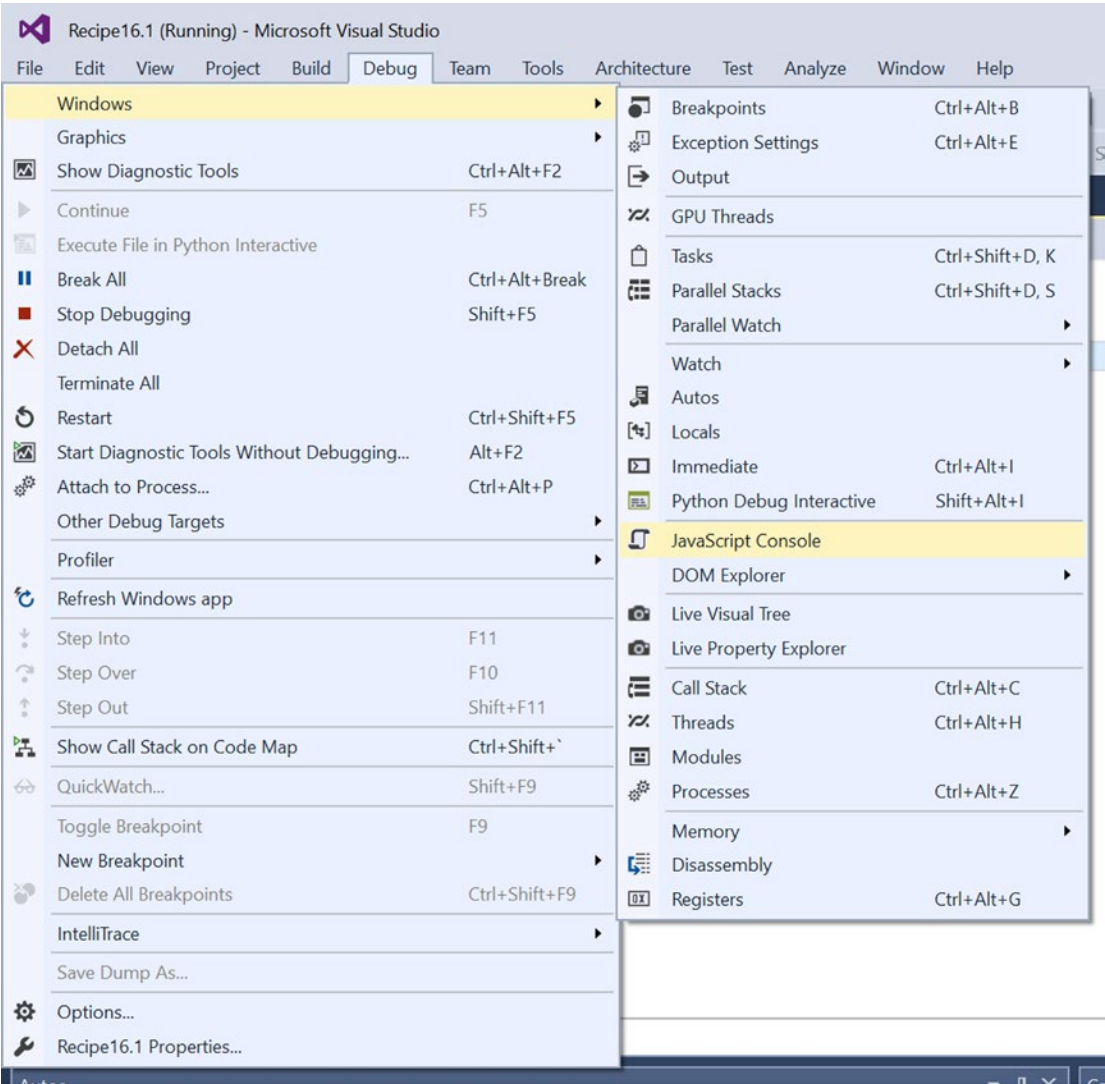 Recipe16.1 (Running) - Microsoft Visual Studio
File Edit View Project Build Debug Team Tools Architecture Test Analyze Window Help
Windows
Graphics
Show Diagnostic Tools Ctrl+Alt+F2
Continue F5
Execute File in Python Interactive
Break All Ctrl+Alt+Break
Stop Debugging Shift+F5
Detach All
Terminate All
Restart Ctrl+Shift+F5
Start Diagnostic Tools Without Debugging... Alt+F2
Attach to Process... Ctrl+Alt+P
Other Debug Targets
Profiler
Refresh Windows app
Step Into F11
Step Over F10
Step Out Shift+F11
Show Call Stack on Code Map Ctrl+Shift+`
QuickWatch... Shift+F9
Toggle Breakpoint F9
New Breakpoint
Delete All Breakpoints Ctrl+Shift+F9
IntelliTrace
Save Dump As...
Options...
Recipe16.1 Properties...
Breakpoints Ctrl+Alt+B
Exception Settings Ctrl+Alt+E
Output
GPU Threads
Tasks Ctrl+Shift+D, K
Parallel Stacks Ctrl+Shift+D, S
Parallel Watch
Watch
Autos
Locals
Immediate Ctrl+Alt+I
Python Debug Interactive Shift+Alt+I
JavaScript Console
DOM Explorer
Live Visual Tree
Live Property Explorer
Call Stack Ctrl+Alt+C
Threads Ctrl+Alt+H
Modules
Processes Ctrl+Alt+Z
Memory
Disassembly
Registers Ctrl+Alt+G